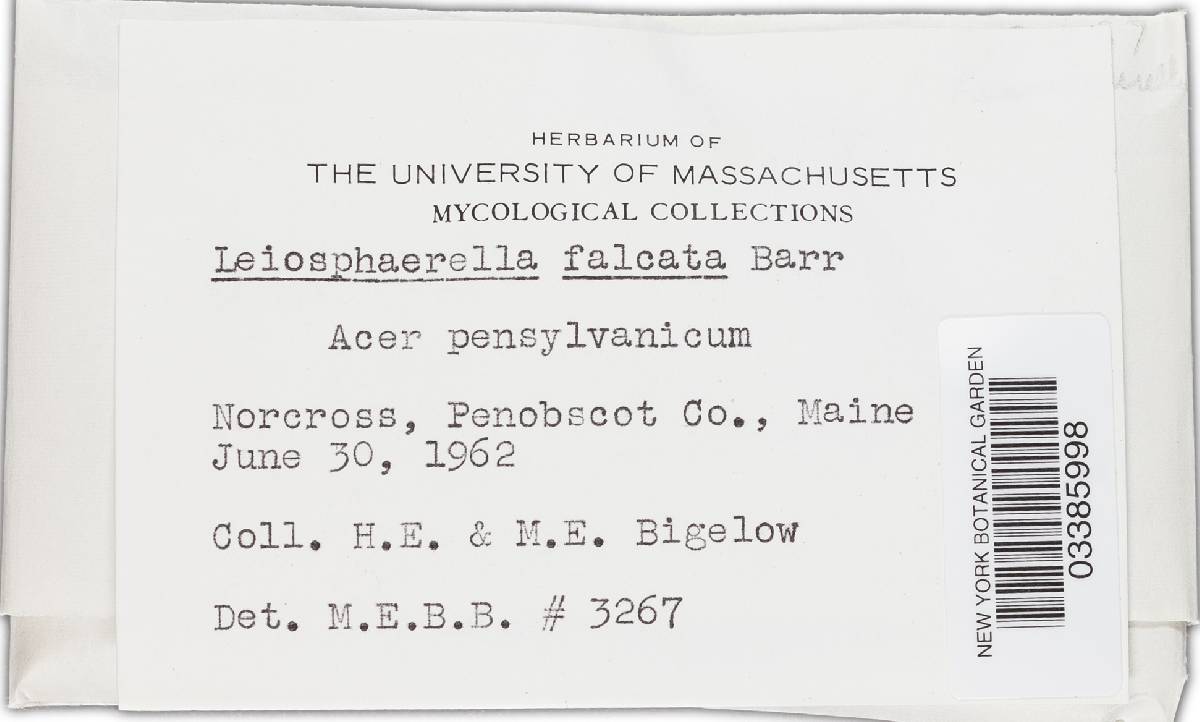 HERBARIUM OF
THE UNIVERSITY OF MASSACHUSETTS
MYCOLOGICAL COLLECTIONS
Leiosphaerella falcata Barr
Acer pensylvanicum
Norcross, Penobscot Co., Maine
June 30, 1962
Coll. H.E. & M.E. Bigelow
Det. M.E.B.B. # 3267
NEW YORK BOTANICAL GARDEN
03385998